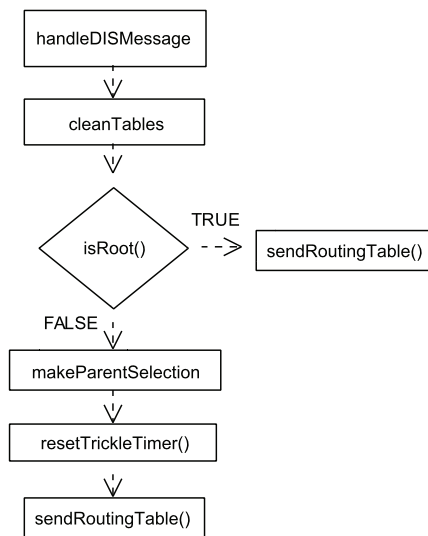 handleDISMessage
cleanTables
isRoot()
TRUE
sendRoutingTable()
FALSE
makeParentSelection
resetTrickleTimer()
sendRoutingTable()